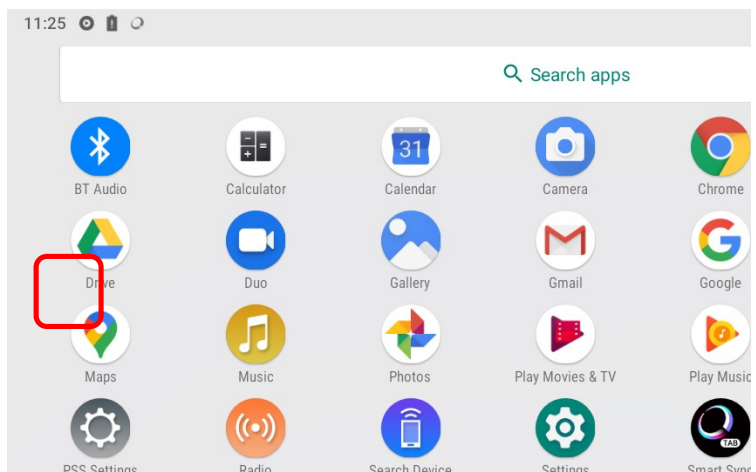 11:25
Search apps
BT Audio
Calculator
Calendar
Camera
Chrome
31
Drive
Duo
Gallery
Gmail
Google
Maps
Music
Photos
Play Movies & TV
Play Music
TAB
PSS Settings
Radio
Search Device
Settings
Smart Sync